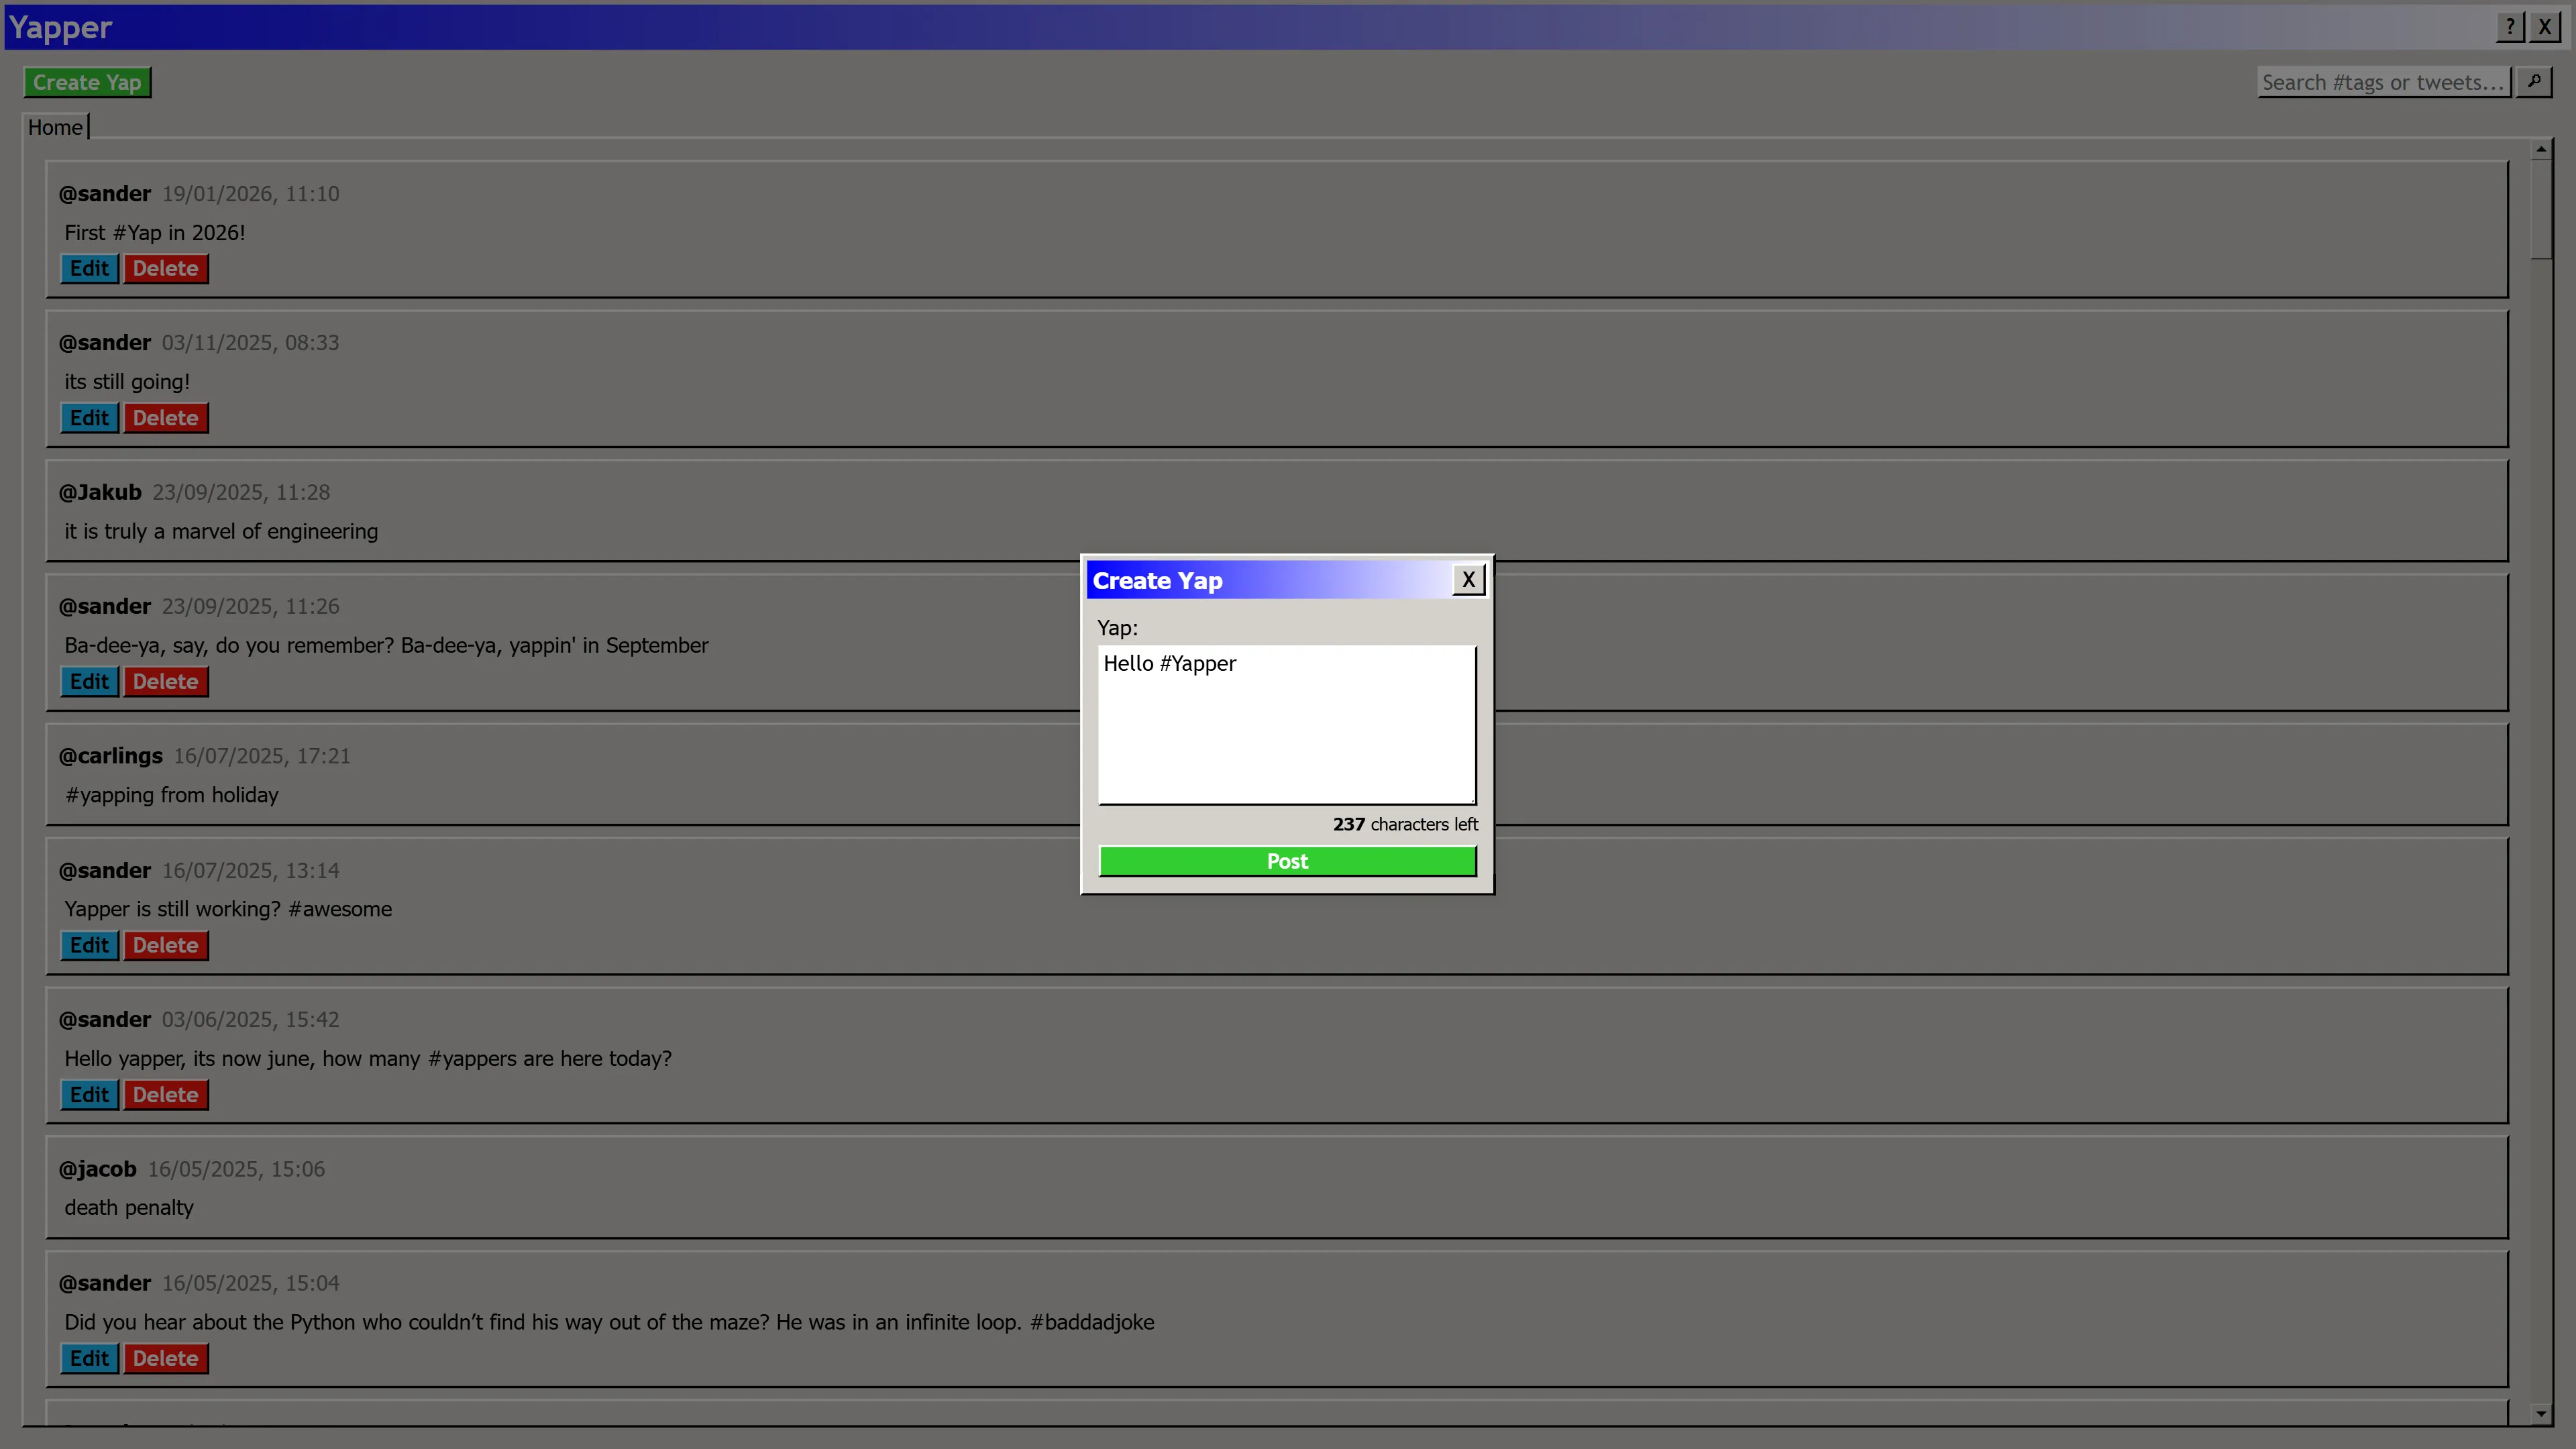 Yapper
? X
Create Yap
Search #tags or tweets...
Home
@sander 19/01/2026, 11:10
First #Yap in 2026!
Edit Delete
@sander 03/11/2025, 08:33
its still going!
Edit Delete
@Jakub 23/09/2025, 11:28
it is truly a marvel of engineering
@sander 23/09/2025, 11:26
Ba-dee-ya, say, do you remember? Ba-dee-ya, yappin' in September
Edit Delete
@carlings 16/07/2025, 17:21
#yapping from holiday
@sander 16/07/2025, 13:14
Yapper is still working? #awesome
Edit Delete
@sander 03/06/2025, 15:42
Hello yapper, its now june, how many #yappers are here today?
Edit Delete
@jacob 16/05/2025, 15:06
death penalty
@sander 16/05/2025, 15:04
Did you hear about the Python who couldn’t find his way out of the maze? He was in an infinite loop. #baddadjoke
Edit Delete
Create Yap X
Yap:
Hello #Yapper
237 characters left
Post